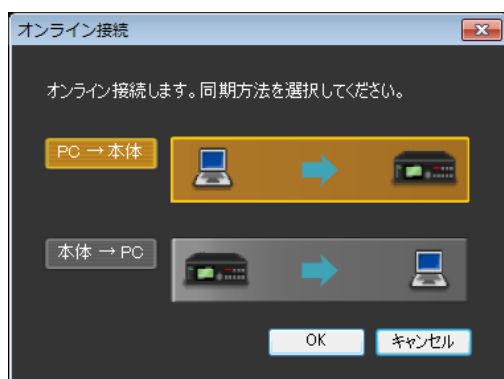 オンライン接続
オンライン接続します。同期方法を選択してください。
PC → 本体
本体 → PC
OK
キャンセル